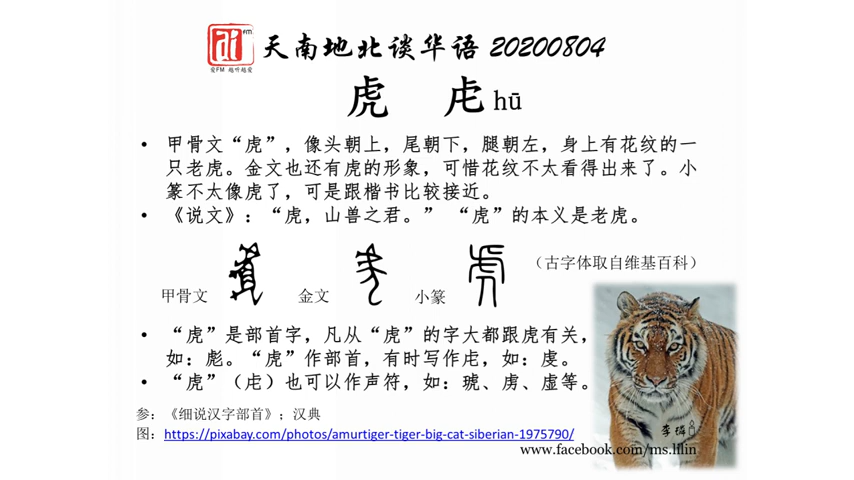 爱FM 越听越爱
天南地北谈华语 20200804
虎 虍 hū
• 甲骨文“虎”，像头朝上，尾朝下，腿朝左，身上有花纹的一
只老虎。金文也还有虎的形象，可惜花纹不太看得出来了。小
篆不太像虎了，可是跟楷书比较接近。
• 《说文》：“虎，山兽之君。” “虎”的本义是老虎。
（古字体取自维基百科）
甲骨文 金文 小篆
• “虎”是部首字，凡从“虎”的字大都跟虎有关，
如：彪。“虎”作部首，有时写作虍，如：虔。
• “虎”（虍）也可以作声符，如：琥、虏、虚等。
参：《细说汉字部首》；汉典
图：https://pixabay.com/photos/amurtiger-tiger-big-cat-siberian-1975790/
www.facebook.com/ms.lilin